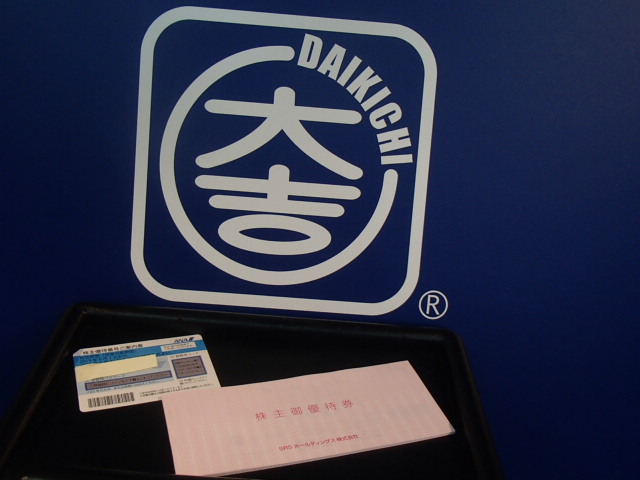 DAIKICHI
大吉
®
株主優待番号ご案内書
ANA
株主御優待券
SRSホールディングス株式会社